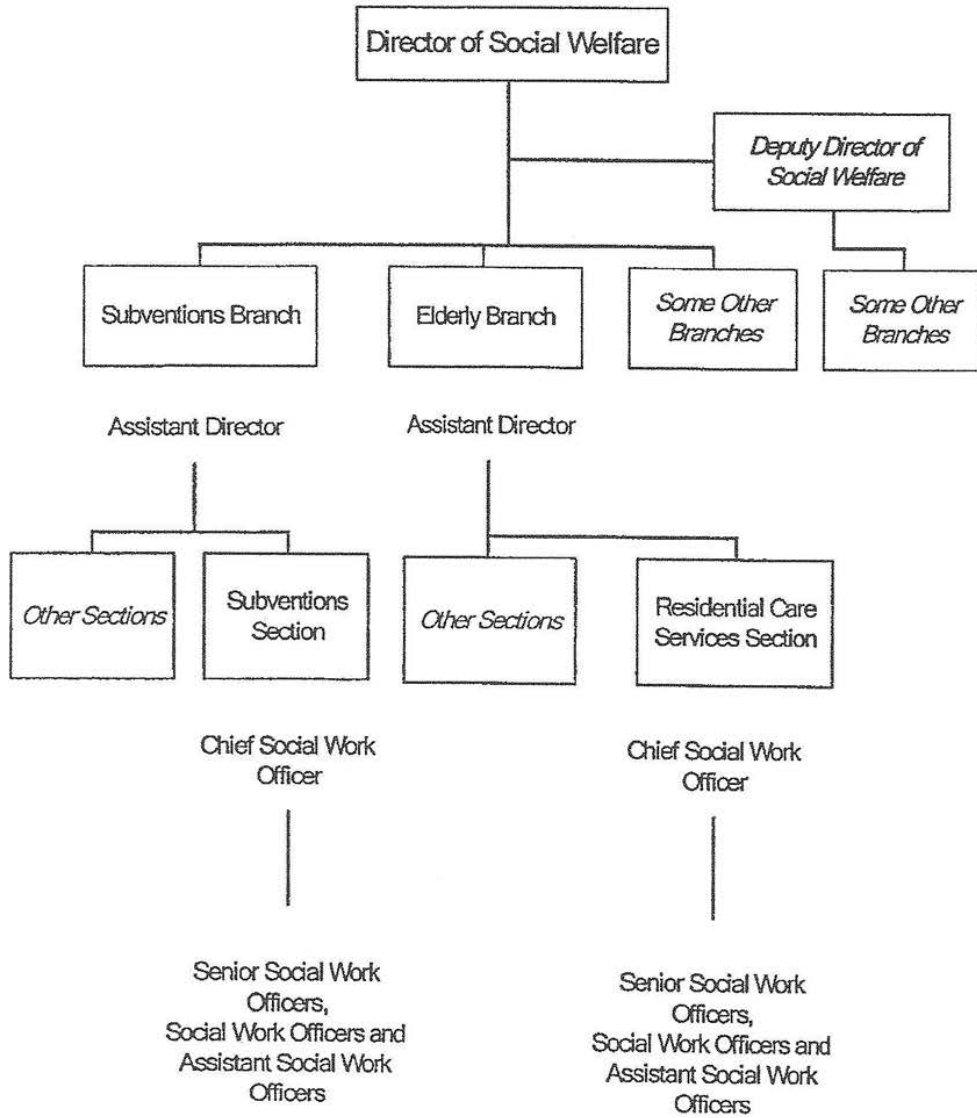 Director of Social Welfare
Deputy Director of
Social Welfare
Subventions Branch
Elderly Branch
Some Other
Branches
Some Other
Branches
Assistant Director
Assistant Director
Other Sections
Subventions
Section
Other Sections
Residential Care
Services Section
Chief Social Work
Officer
Chief Social Work
Officer
Senior Social Work
Officers,
Social Work Officers and
Assistant Social Work
Officers
Senior Social Work
Officers,
Social Work Officers and
Assistant Social Work
Officers